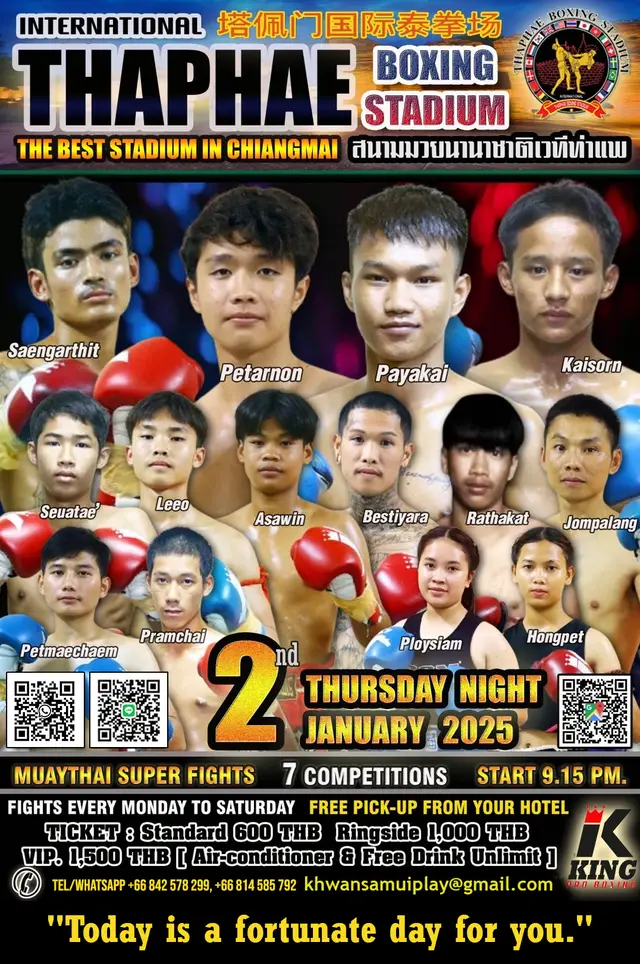 INTERNATIONAL 塔佩门国际泰拳场
THAPHAE BOXING STADIUM
THAPHAE BOXING STADIUM
INTERNATIONAL
THE BEST STADIUM IN CHIANGMAI สนามมวยนานาชาติเวทีท่าแพ
Saengarthit
Petarnon
Payakai
Kaisorn
Seuatae'
Leeo
Asawin
Bestiyara
Rathakat
Jompalang
Petmaechaem
Pramchai
Ploysiam
Hongpet
2nd THURSDAY NIGHT
JANUARY 2025
MUAYTHAI SUPER FIGHTS 7 COMPETITIONS START 9.15 PM.
FIGHTS EVERY MONDAY TO SATURDAY FREE PICK-UP FROM YOUR HOTEL
TICKET : Standard 600 THB Ringside 1,000 THB
VIP. 1,500 THB [ Air-conditioner & Free Drink Unlimit ]
K
KING
PRO BOXING
TEL/WHATSAPP +66 842 578 299, +66 814 585 792 khwansamuiplay@gmail.com
"Today is a fortunate day for you."